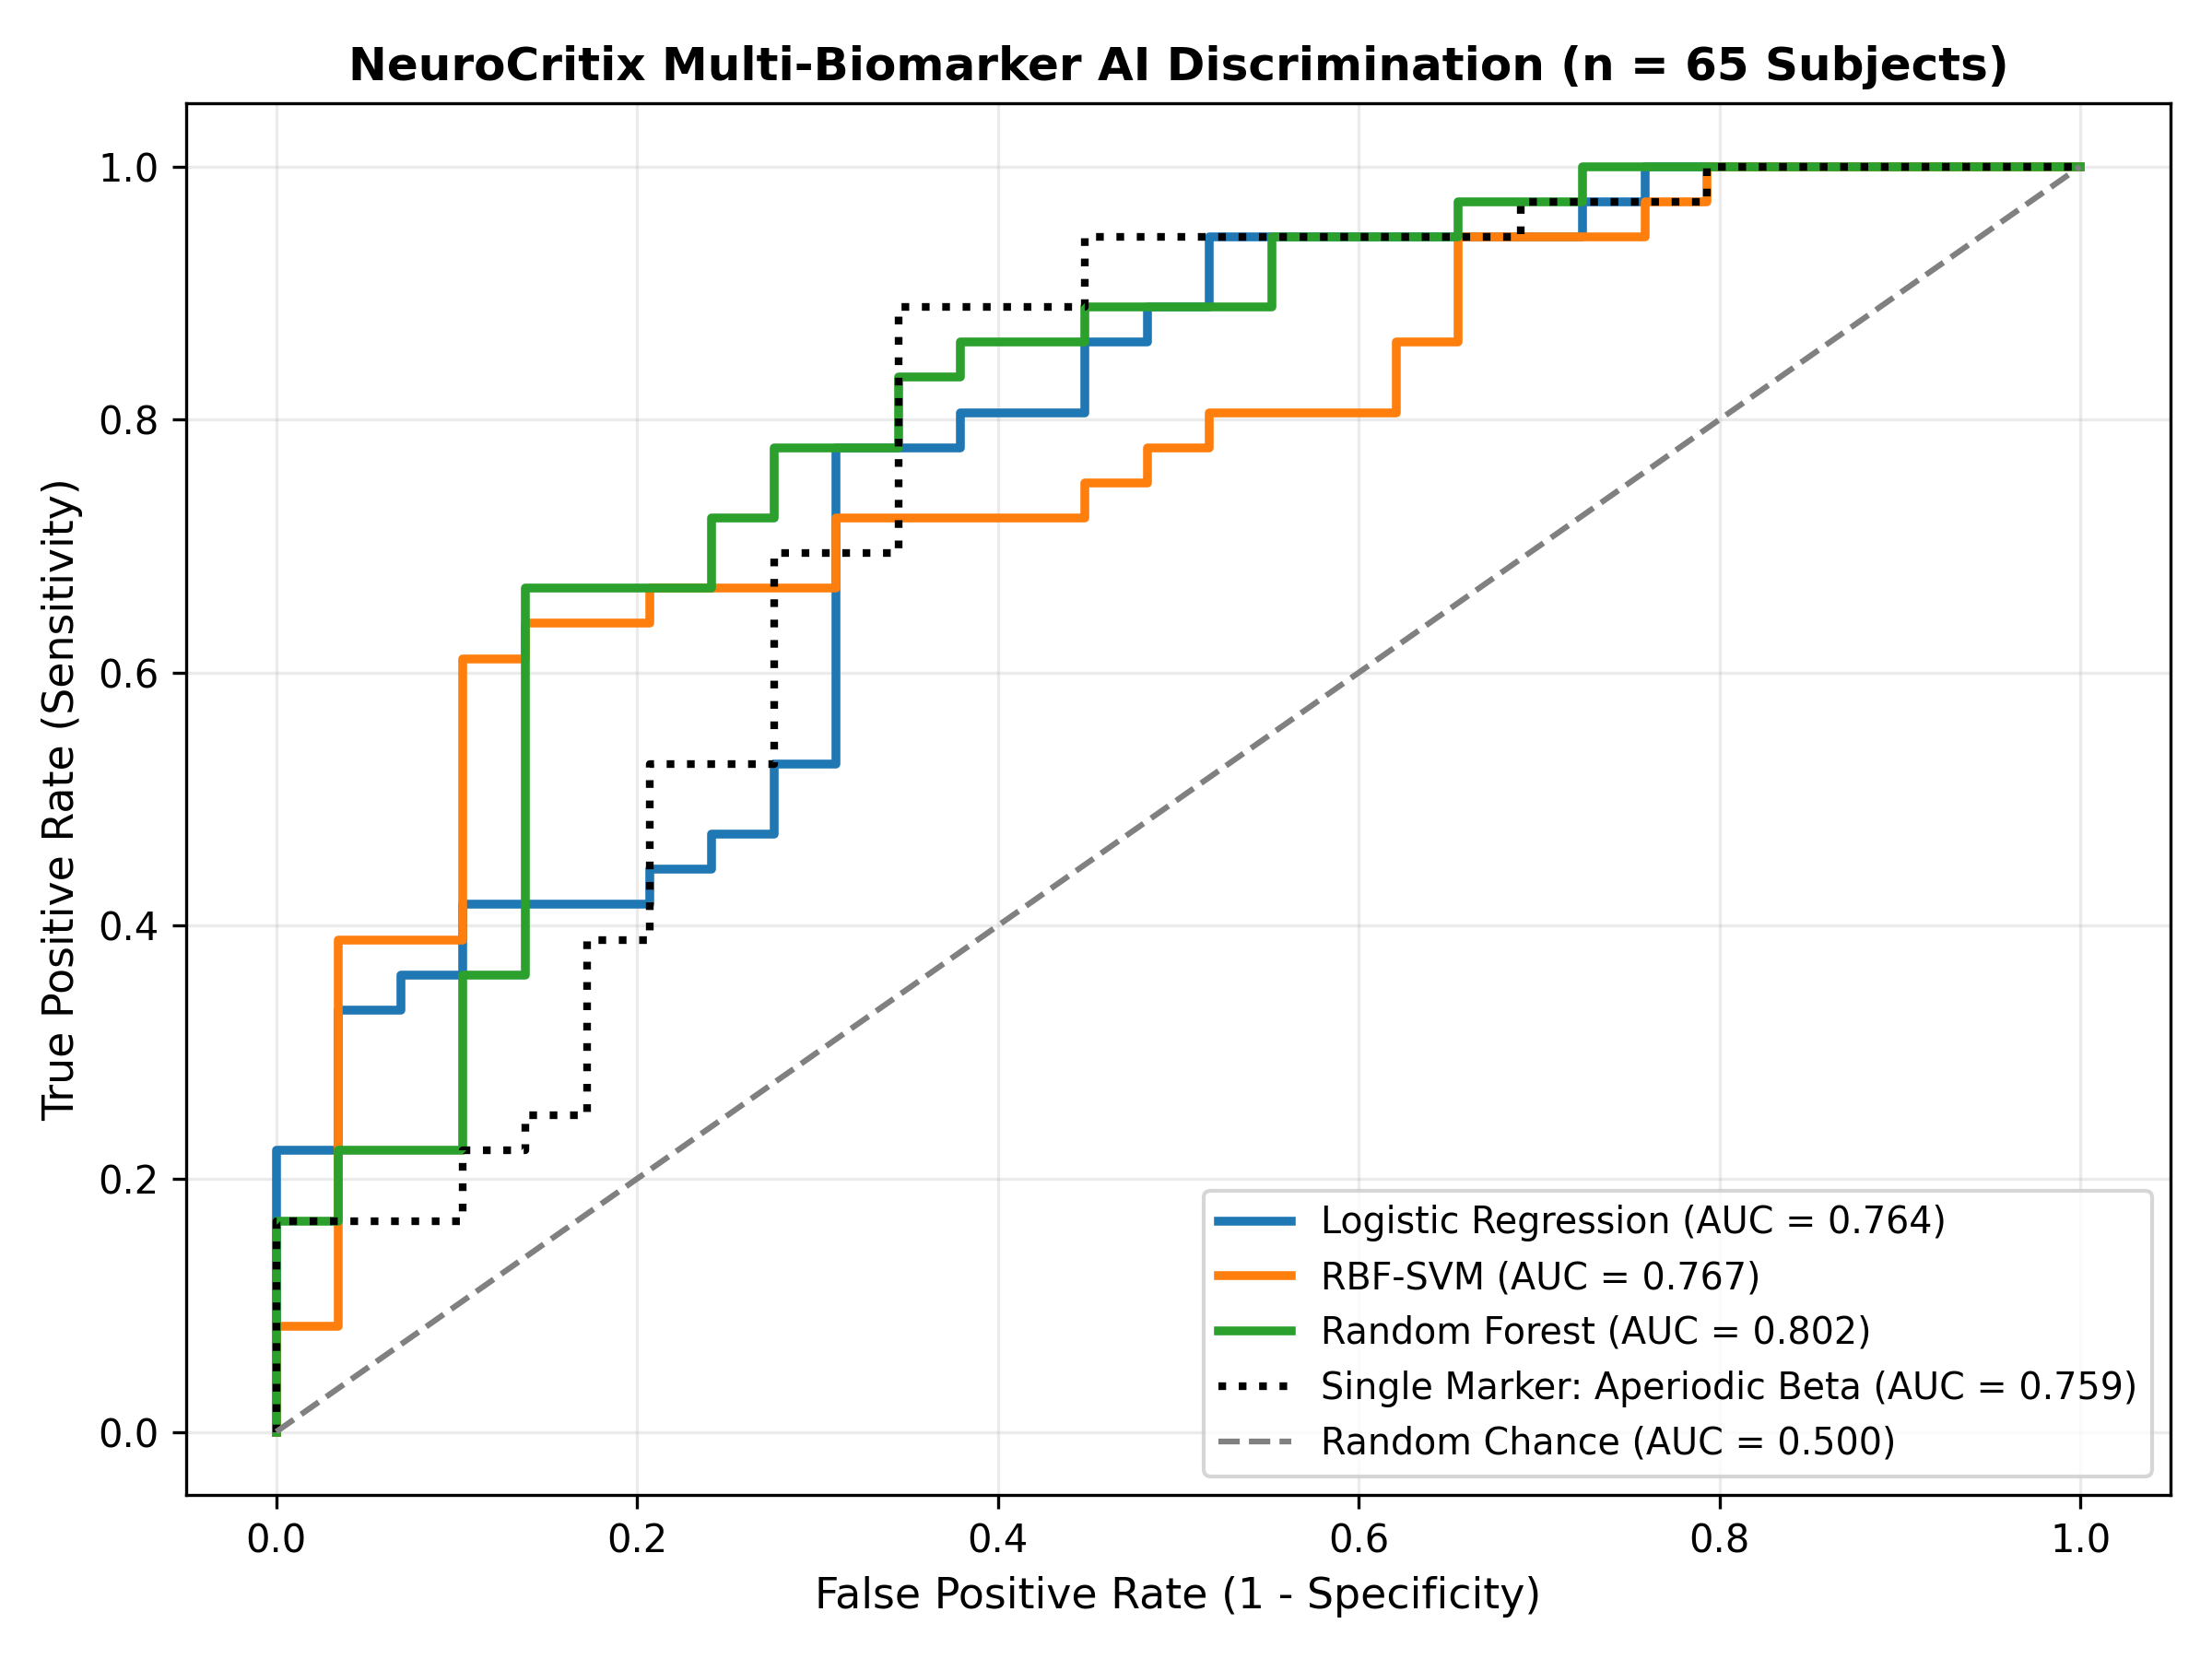 NeuroCritix Multi-Biomarker AI Discrimination (n = 65 Subjects)
True Positive Rate (Sensitivity)
1.0
0.8
0.6
0.4
0.2
0.0
Logistic Regression (AUC = 0.764)
RBF-SVM (AUC = 0.767)
Random Forest (AUC = 0.802)
Single Marker: Aperiodic Beta (AUC = 0.759)
Random Chance (AUC = 0.500)
0.0 0.2 0.4 0.6 0.8 1.0
False Positive Rate (1 - Specificity)